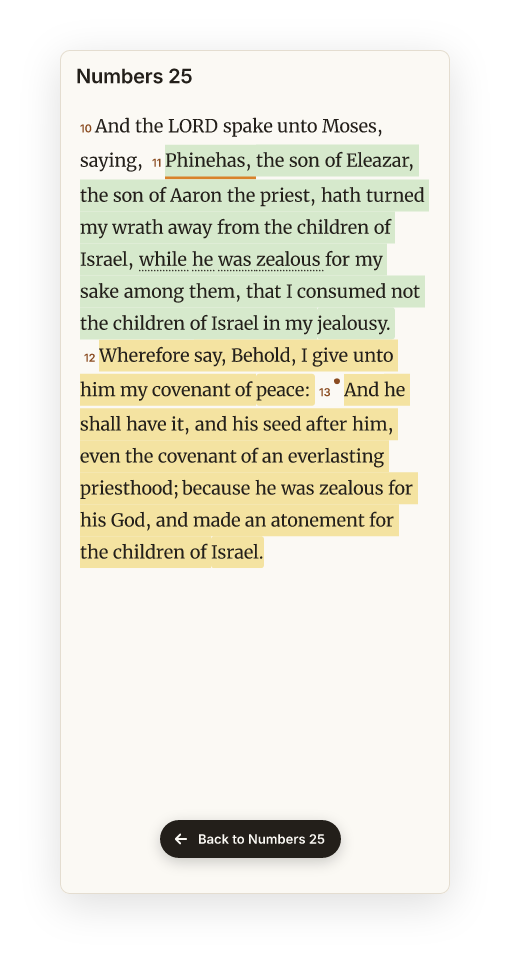 Numbers 25
10 And the LORD spake unto Moses,
saying, 11 Phinehas, the son of Eleazar,
the son of Aaron the priest, hath turned
my wrath away from the children of
Israel, while he was zealous for my
sake among them, that I consumed not
the children of Israel in my jealousy.
12 Wherefore say, Behold, I give unto
him my covenant of peace: 13 And he
shall have it, and his seed after him,
even the covenant of an everlasting
priesthood; because he was zealous for
his God, and made an atonement for
the children of Israel.
Back to Numbers 25